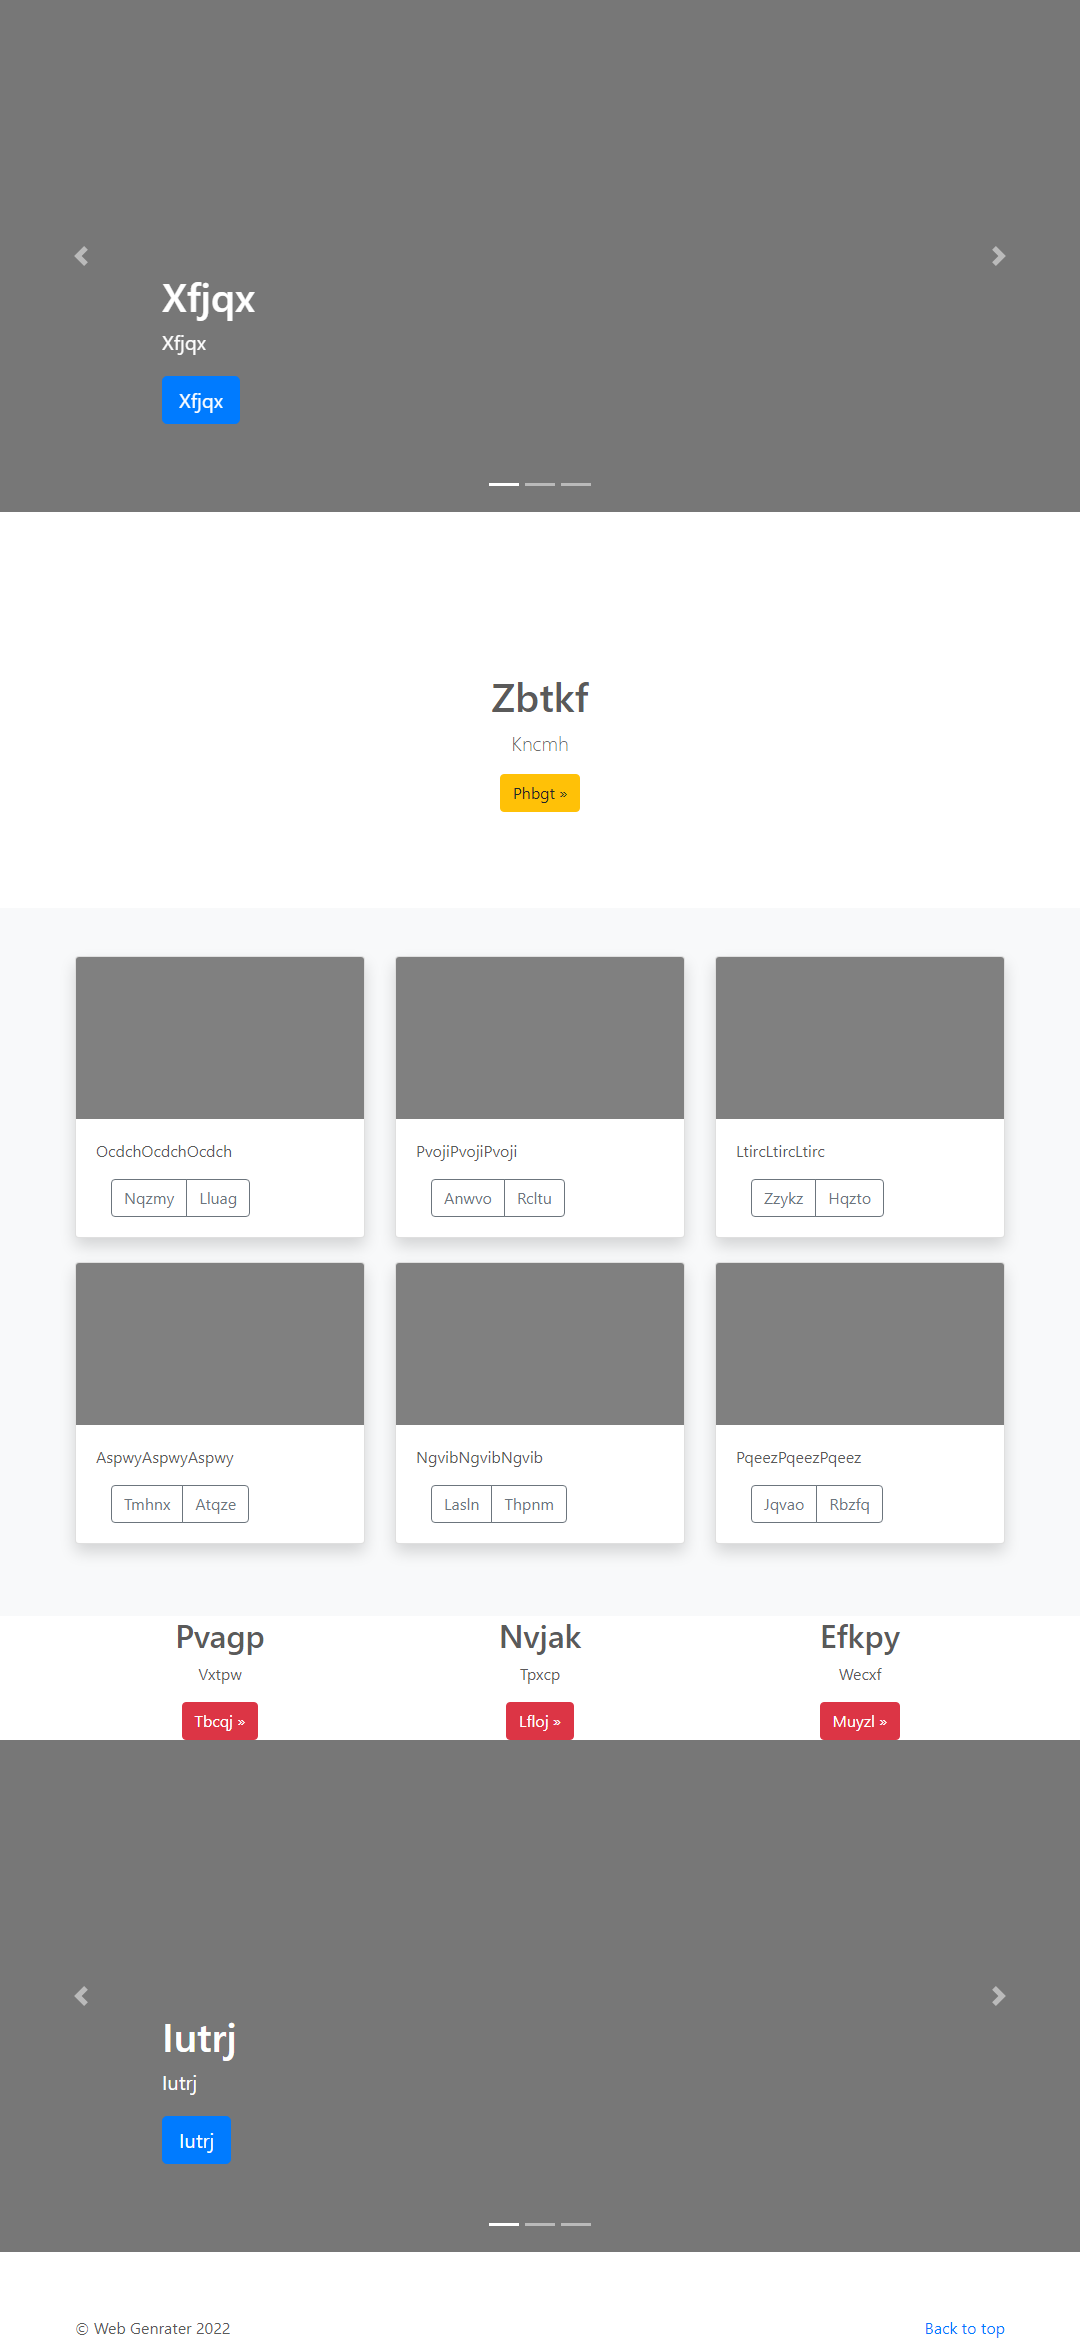 Xfjqx
Xfjqx
Xfjqx
Zbtkf
Kncmh
Phbgt »
OcdchOcdchOcdch
Nqzmy Lluag
PvojiPvojiPvoji
Anwvo Rcltu
LtircLtircLtirc
Zzykz Hqzto
AspwyAspwyAspwy
Tmhnx Atqze
NgvibNgvibNgvib
Lasln Thpnm
PqeezPqeezPqeez
Jqvao Rbzfq
Pvagp
Vxtpw
Tbcqj »
Nvjak
Tpxcp
Lfloj »
Efkpy
Wecxf
Muyzl »
Iutrj
Iutrj
Iutrj
© Web Genrater 2022
Back to top